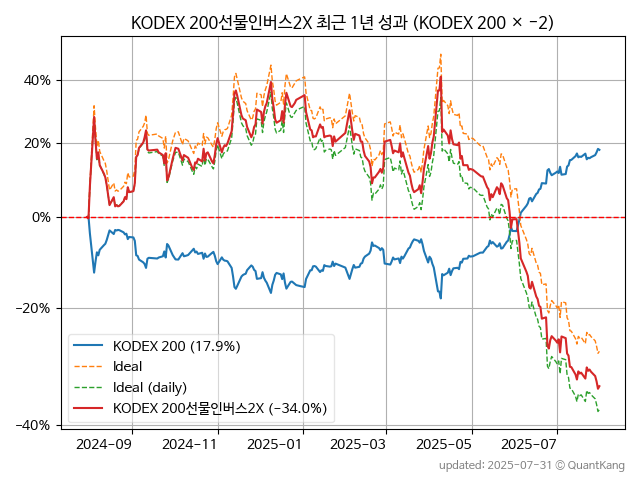 KODEX 200선물인버스2X 최근 1년 성과 (KODEX 200 × −2)
40%
20%
0%
−20%
−40%
KODEX 200 (17.9%)
Ideal
Ideal (daily)
KODEX 200선물인버스2X (−34.0%)
2024-09
2024-11
2025-01
2025-03
2025-05
2025-07
updated: 2025-07-31 © QuantKang